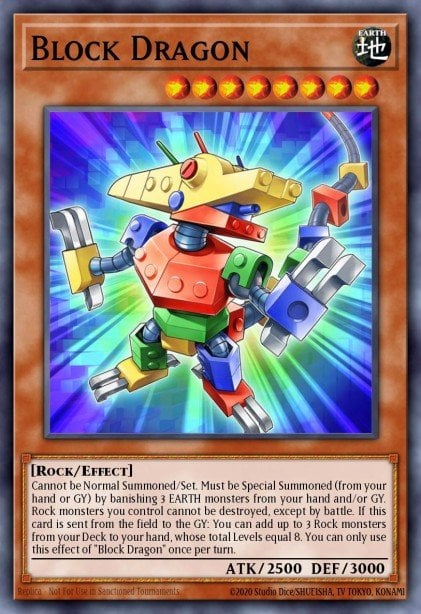 BLOCK DRAGON
EARTH
地
[ROCK/EFFECT]
Cannot be Normal Summoned/Set. Must be Special Summoned (from your
hand or GY) by banishing 3 EARTH monsters from your hand and/or GY.
Rock monsters you control cannot be destroyed, except by battle. If
this card is sent from the field to the GY: You can add up to 3 Rock monsters
from your Deck to your hand, whose total Levels equal 8. You can only use
this effect of "Block Dragon" once per turn.
ATK/2500 DEF/3000
Replica - Not For Use in Sanctioned Tournaments
©2020 Studio Dice/SHUEISHA, TV TOKYO, KONAMI